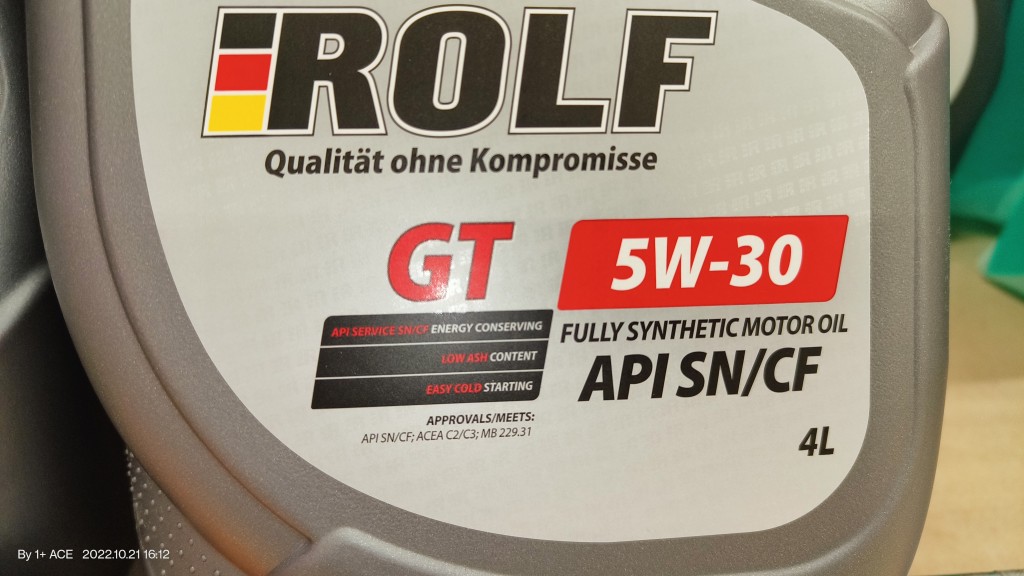 ROLF
Qualität ohne Kompromisse
GT
5W-30
API SERVICE SN/CF ENERGY CONSERVING
LOW ASH CONTENT
EASY COLD STARTING
FULLY SYNTHETIC MOTOR OIL
API SN/CF
APPROVALS/MEETS:
API SN/CF; ACEA C2/C3; MB 229.31
4L
By 1+ ACE 2022.10.21 16:12